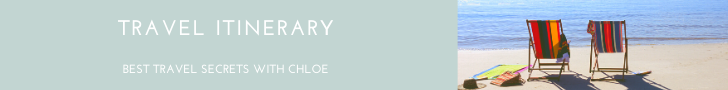 TRAVEL ITINERARY
BEST TRAVEL SECRETS WITH CHLOE